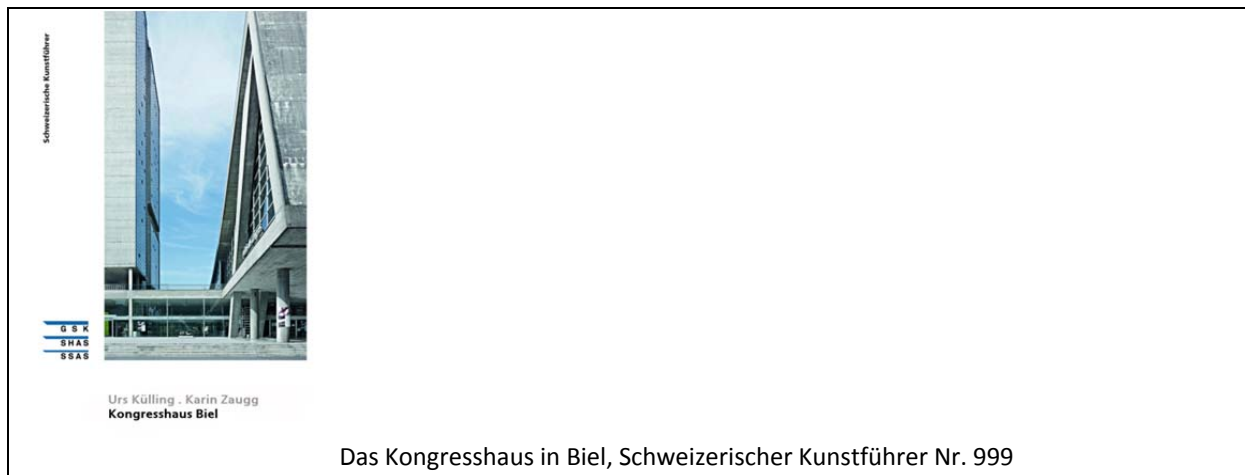 Schweizerische Kunstführer
GSK
SHAS
SSAS
Urs Külling . Karin Zaugg
Kongresshaus Biel
Das Kongresshaus in Biel, Schweizerischer Kunstführer Nr. 999